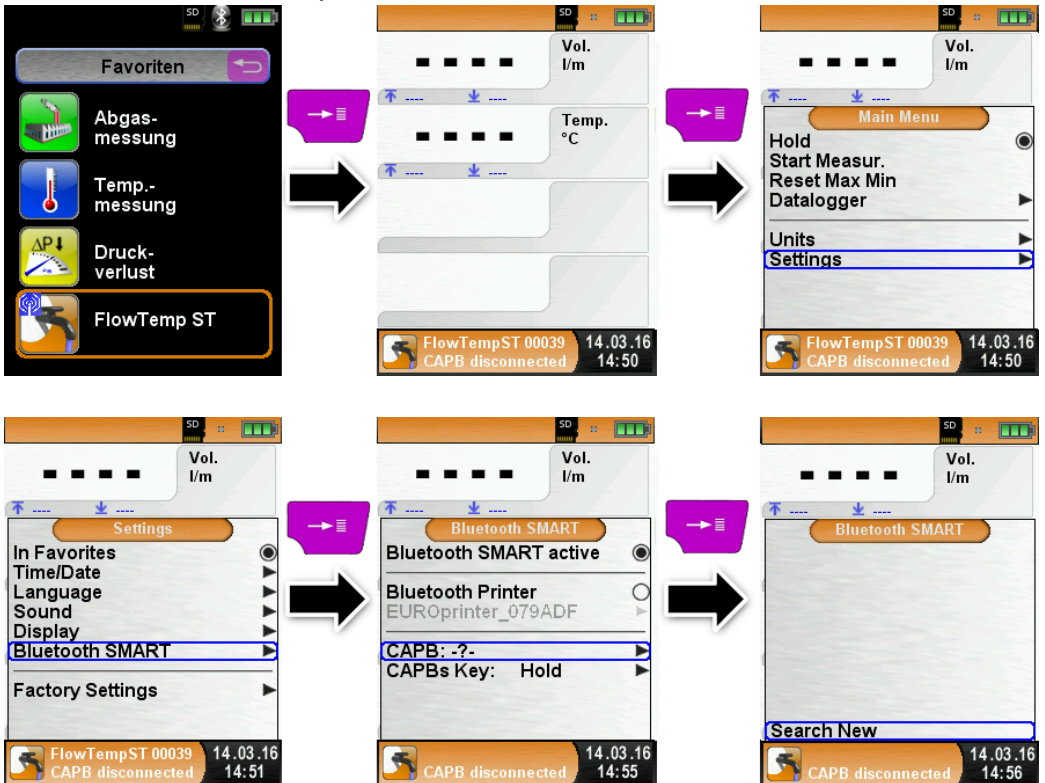 SD
Favoriten
Abgas-
messung
Temp.-
messung
ΔP
Druck-
verlust
FlowTemp ST
SD
- - - -
Vol.
l/m
---- ----
- - - -
Temp.
°C
---- ----
FlowTempST 00039
CAPB disconnected
14.03.16
14:50
SD
- - - -
Vol.
l/m
---- ----
Main Menu
Hold
Start Measur.
Reset Max Min
Datalogger
Units
Settings
FlowTempST 00039
CAPB disconnected
14.03.16
14:50
SD
- - - -
Vol.
l/m
---- ----
Settings
In Favorites
Time/Date
Language
Sound
Display
Bluetooth SMART
Factory Settings
FlowTempST 00039
CAPB disconnected
14.03.16
14:51
SD
- - - -
Vol.
l/m
---- ----
Bluetooth SMART
Bluetooth SMART active
Bluetooth Printer
EUROprinter_079ADF
CAPB: -?-
CAPBs Key: Hold
CAPB disconnected
14.03.16
14:55
SD
- - - -
Vol.
l/m
---- ----
Bluetooth SMART
Search New
CAPB disconnected
14.03.16
14:56